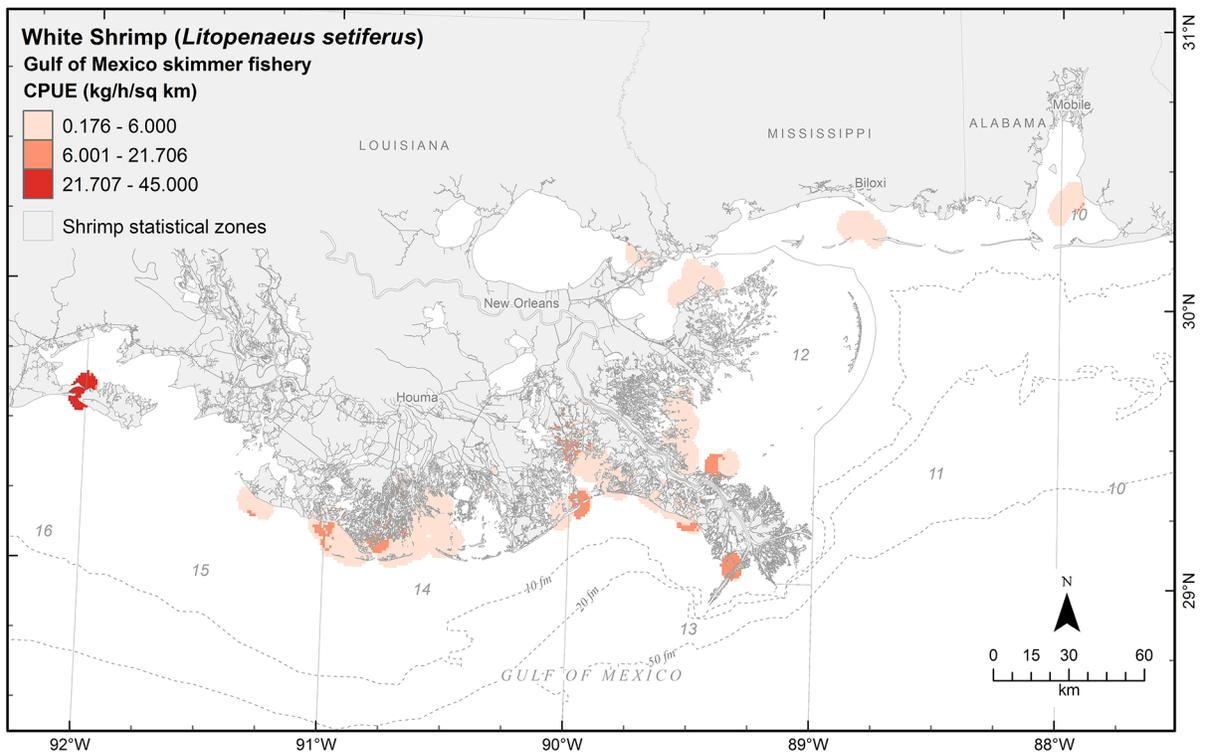 White Shrimp (Litopenaeus setiferus)
Gulf of Mexico skimmer fishery
CPUE (kg/h/sq km)
0.176 - 6.000
6.001 - 21.706
21.707 - 45.000
Shrimp statistical zones
LOUISIANA
MISSISSIPPI
ALABAMA
Mobile
Biloxi
10
New Orleans
12
Houma
11
10
16
15
14
13
10 fm
20 fm
50 fm
GULF OF MEXICO
N
0 15 30 60
km
31°N
30°N
29°N
92°W
91°W
90°W
89°W
88°W